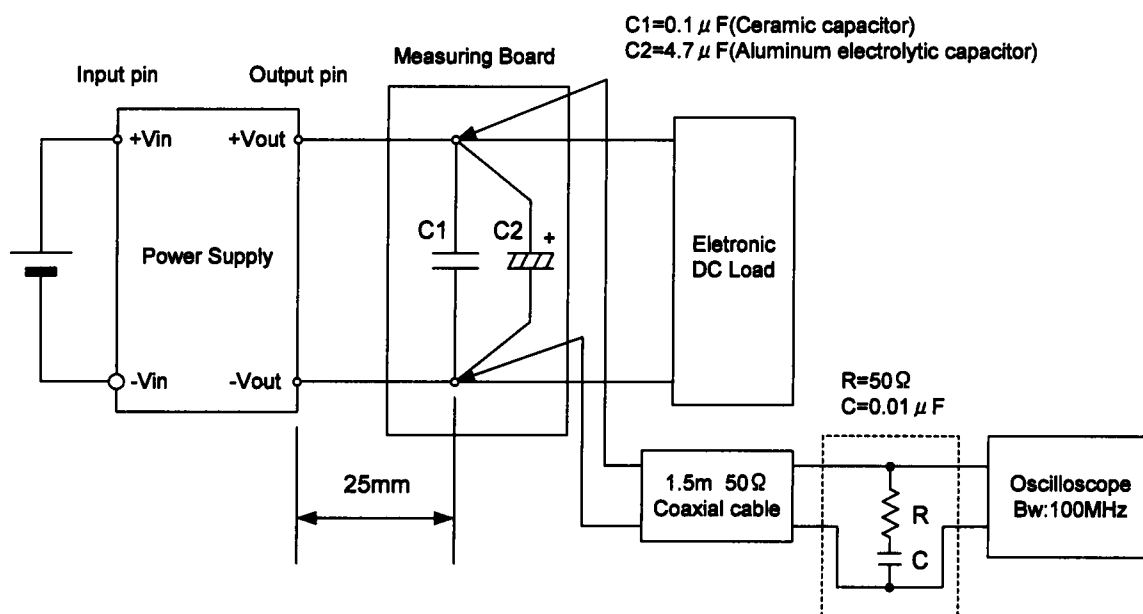 C1=0.1 μ F(Ceramic capacitor)
C2=4.7 μ F(Aluminum electrolytic capacitor)
Measuring Board
Input pin
Output pin
+Vin
+Vout
C1
C2
+
Power Supply
Eletronic
DC Load
-Vin
-Vout
R=50Ω
C=0.01 μ F
25mm
1.5m 50Ω
Coaxial cable
R
C
Oscilloscope
Bw:100MHz